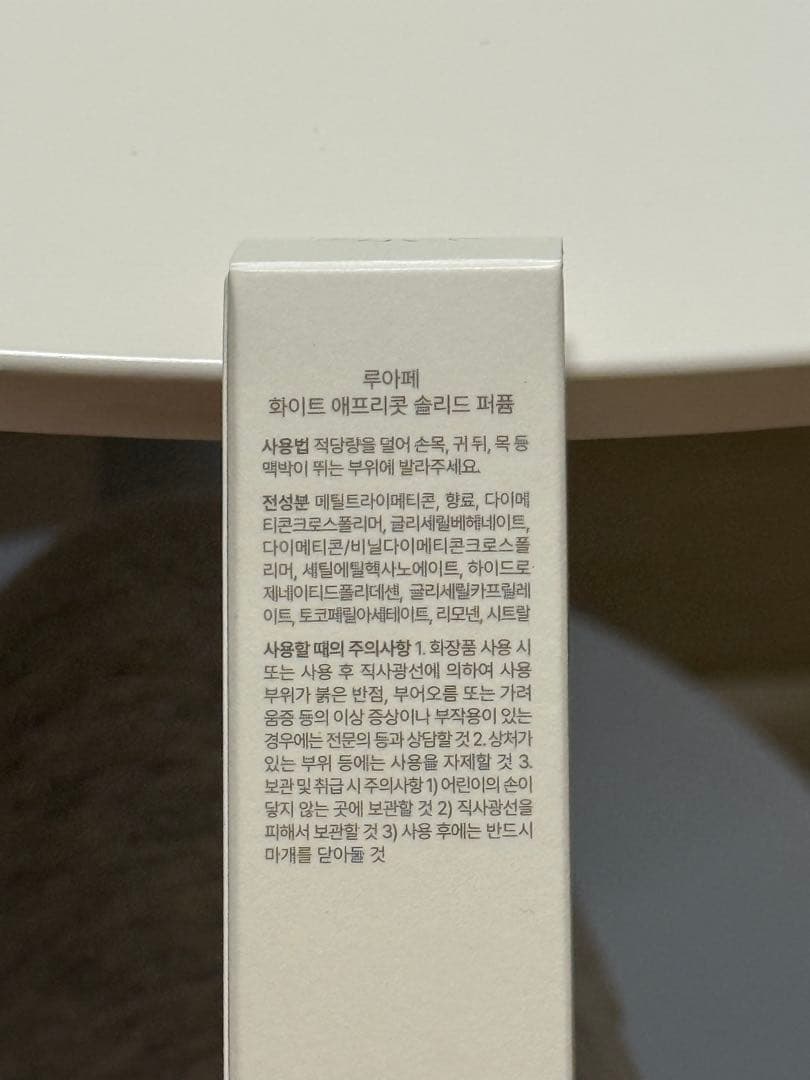 루아페
화이트 애프리콧 솔리드 퍼퓸
사용법 적당량을 덜어 손목, 귀 뒤, 목 등
맥박이 뛰는 부위에 발라주세요.
전성분 메틸트라이메티콘, 향료, 다이메
티콘크로스폴리머, 글리세릴베헤네이트,
다이메티콘/비닐다이메티콘크로스폴
리머, 세틸에틸헥사노에이트, 하이드로
제네이티드폴리데센, 글리세릴카프릴레
이트, 토코페릴아세테이트, 리모넨, 시트랄
사용할 때의 주의사항 1. 화장품 사용 시
또는 사용 후 직사광선에 의하여 사용
부위가 붉은 반점, 부어오름 또는 가려
움증 등의 이상 증상이나 부작용이 있는
경우에는 전문의 등과 상담할 것 2. 상처가
있는 부위 등에는 사용을 자제할 것 3.
보관 및 취급 시 주의사항 1) 어린이의 손이
닿지 않는 곳에 보관할 것 2) 직사광선을
피해서 보관할 것 3) 사용 후에는 반드시
마개를 닫아둘 것